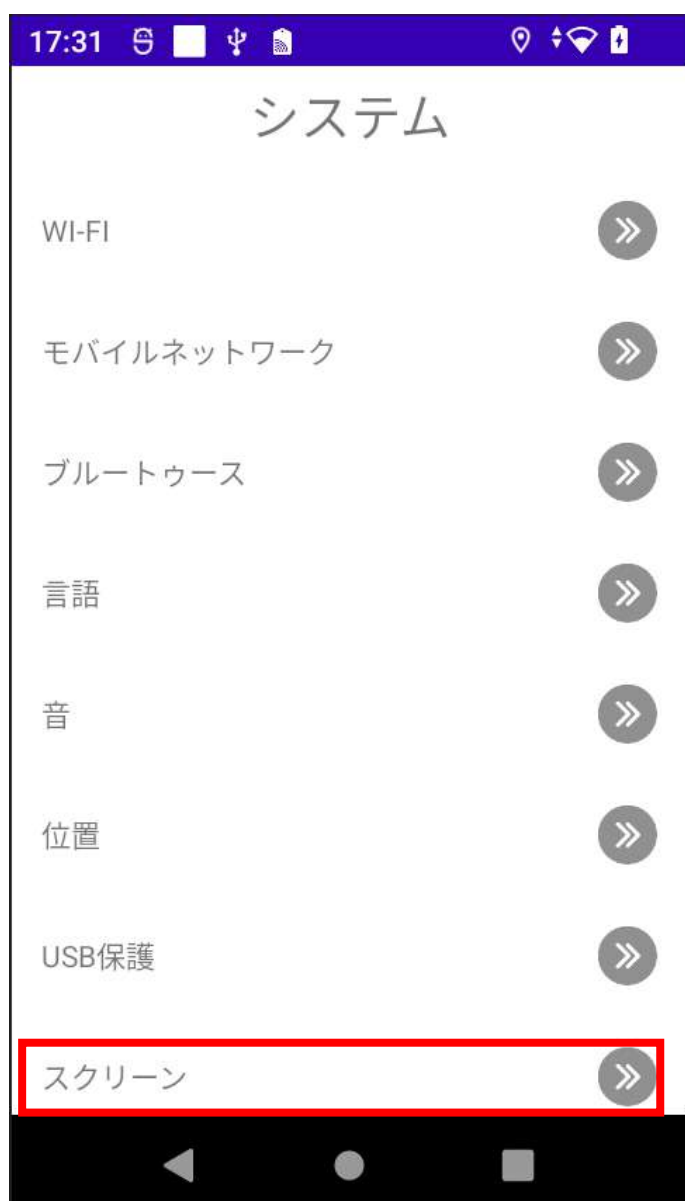 17:31
システム
WI-FI
モバイルネットワーク
ブルートゥース
言語
音
位置
USB保護
スクリーン